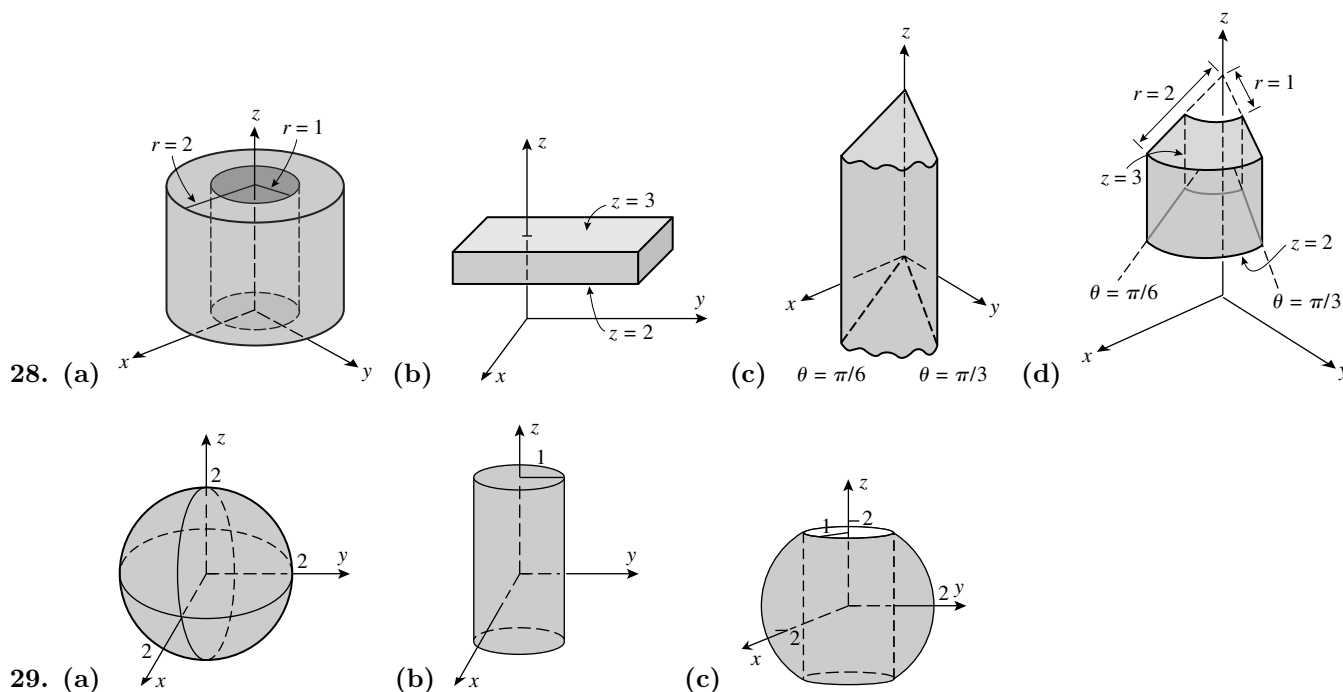 28. (a) z r = 2 r = 1 x y
(b) z z = 3 y z = 2 x
(c) z x y θ = π/6 θ = π/3
(d) z r = 2 r = 1 z = 3 z = 2 θ = π/6 θ = π/3 x y
29. (a) z 2 2 y 2 x
(b) z 1 y x
(c) z 2 1 2 y 2 x